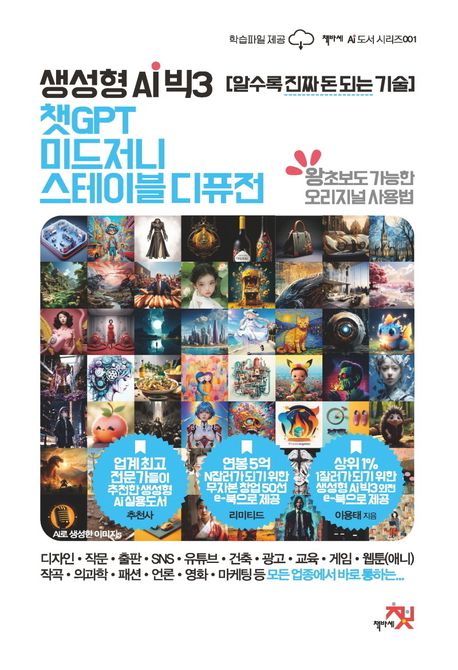 학습파일 제공
책바세 Ai 도서 시리즈001
생성형 Ai 빅3 [알수록 진짜 돈 되는 기술]
챗GPT
미드저니
스테이블 디퓨전
왕초보도 가능한
오리지널 사용법
업계 최고
전문가들이
추천한 생성형
Ai 실용도서
추천사
연봉 5억
N잡러가 되기 위한
무자본 창업 50선
e-북으로 제공
리미티드
상위 1%
1잘러가 되기 위한
생성형 Ai 빅3
e-북으로 제공
이용태 지음
Ai로 생성한 이미지s
디자인 • 작문 • 출판 • SNS • 유튜브 • 건축 • 광고 • 교육 • 게임 • 웹툰(애니)
작곡 • 의과학 • 패션 • 언론 • 영화 • 마케팅 등 모든 업종에서 바로 통하는...
책바세